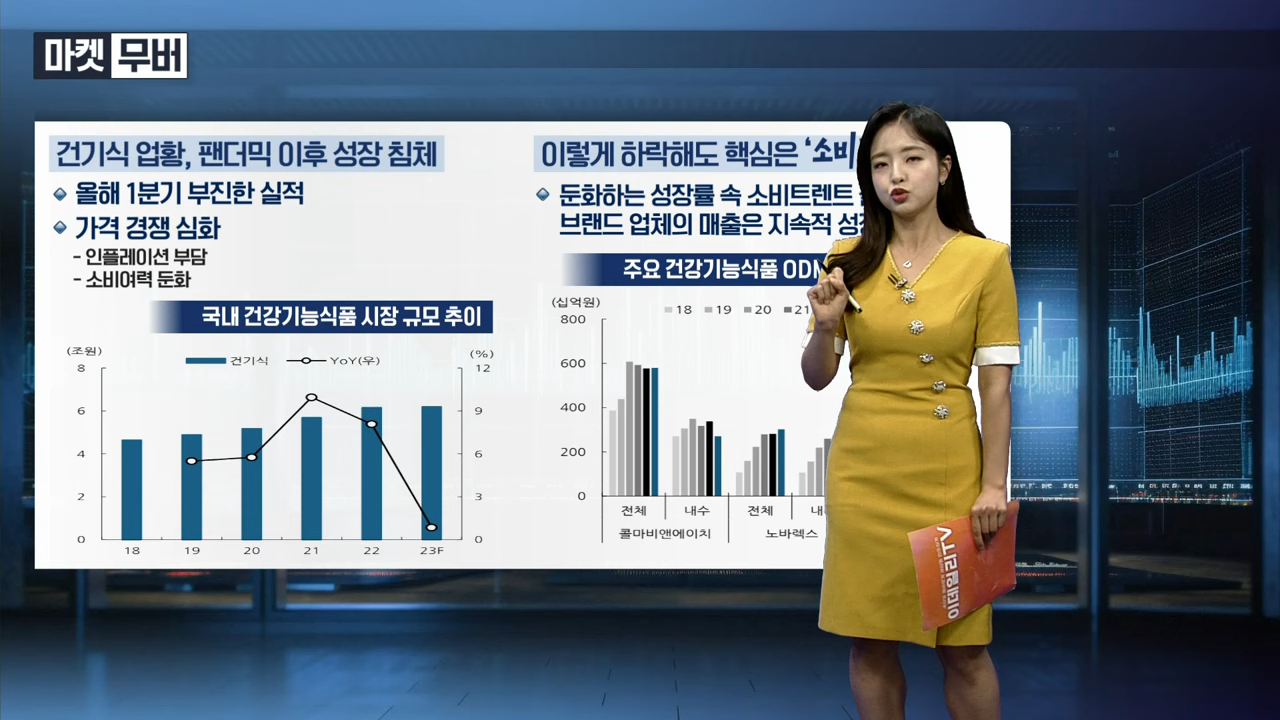 마켓 무버
건기식 업황, 팬더믹 이후 성장 침체
올해 1분기 부진한 실적
가격 경쟁 심화
- 인플레이션 부담
- 소비여력 둔화
국내 건강기능식품 시장 규모 추이
(조원)
(%)
건기식
YoY(우)
8
6
4
2
0
12
9
6
3
0
18 19 20 21 22 23F
이렇게 하락해도 핵심은 '소비
둔화하는 성장률 속 소비트렌트
브랜드 업체의 매출은 지속적
주요 건강기능식품
(십억원)
18 19 20 21
800
600
400
200
0
전체 내수 전체
콜마비앤에이치 노바렉스
이데일리TV